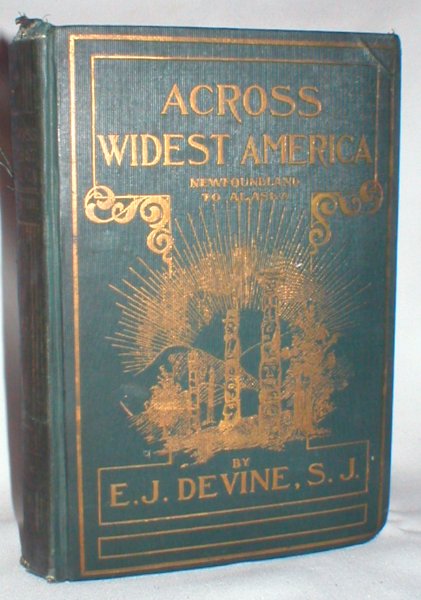 ACROSS
WIDEST AMERICA
NEWFOUNDLAND
TO ALASKA
BY
E.J. DEVINE, S.J.